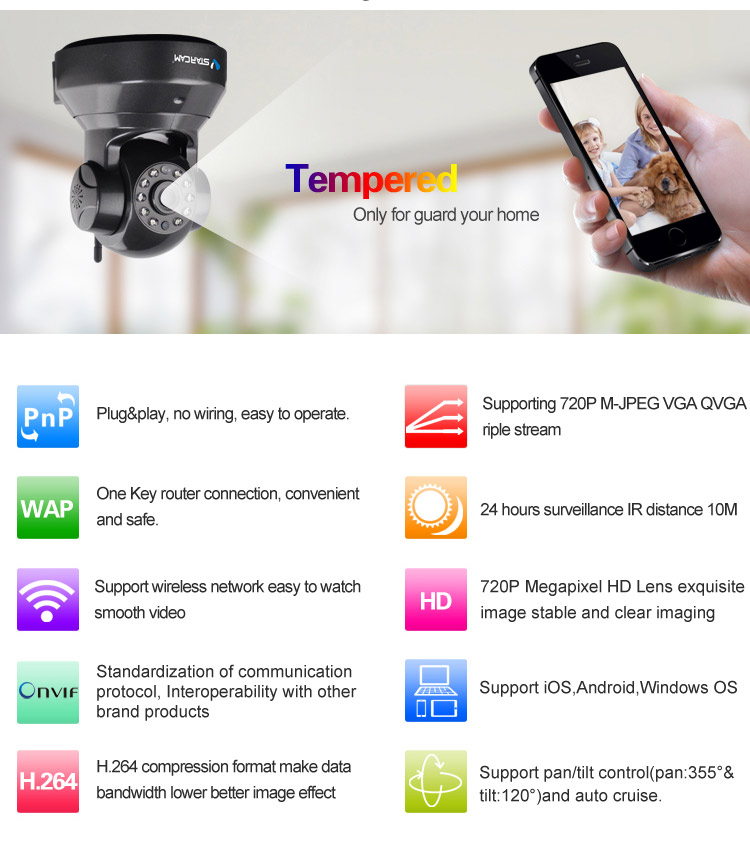 VSTARCAM
Tempered
Only for guard your home
PnP
Plug&play, no wiring, easy to operate.
Supporting 720P M-JPEG VGA QVGA
riple stream
WAP
One Key router connection, convenient
and safe.
24 hours surveillance IR distance 10M
Support wireless network easy to watch
smooth video
HD
720P Megapixel HD Lens exquisite
image stable and clear imaging
ONVIF
Standardization of communication
protocol, Interoperability with other
brand products
Support iOS,Android,Windows OS
H.264
H.264 compression format make data
bandwidth lower better image effect
Support pan/tilt control(pan:355°&
tilt:120°)and auto cruise.